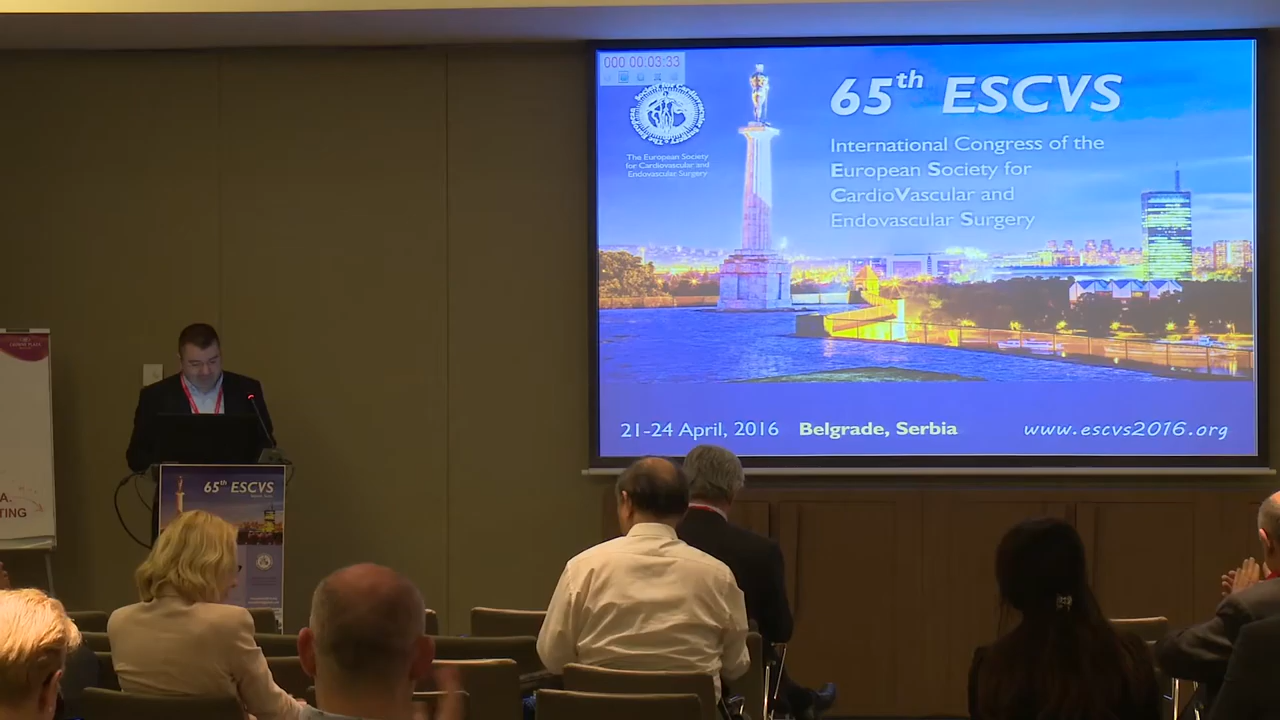 000 00:03:33
The European Society
for Cardiovascular and
Endovascular Surgery
65th ESCVS
International Congress of the
European Society for
CardioVascular and
Endovascular Surgery
21-24 April, 2016 Belgrade, Serbia www.escvs2016.org
A.
TING
65th ESCVS